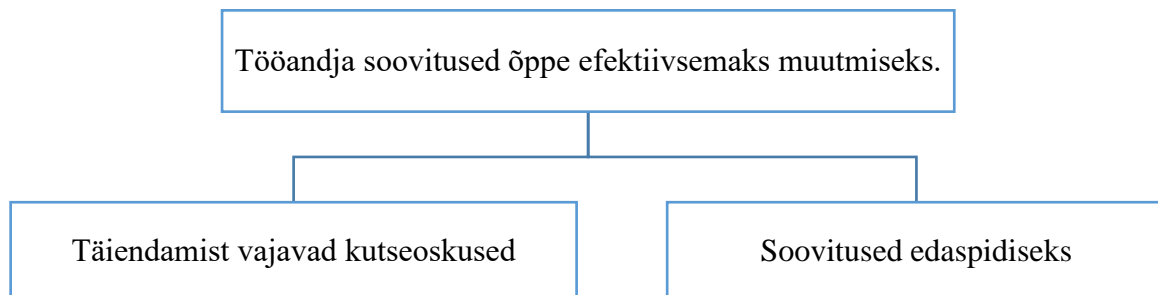 Tööandja soovitused õppe efektiivsemaks muutmiseks.
Täiendamist vajavad kutseoskused
Soovitused edaspidiseks